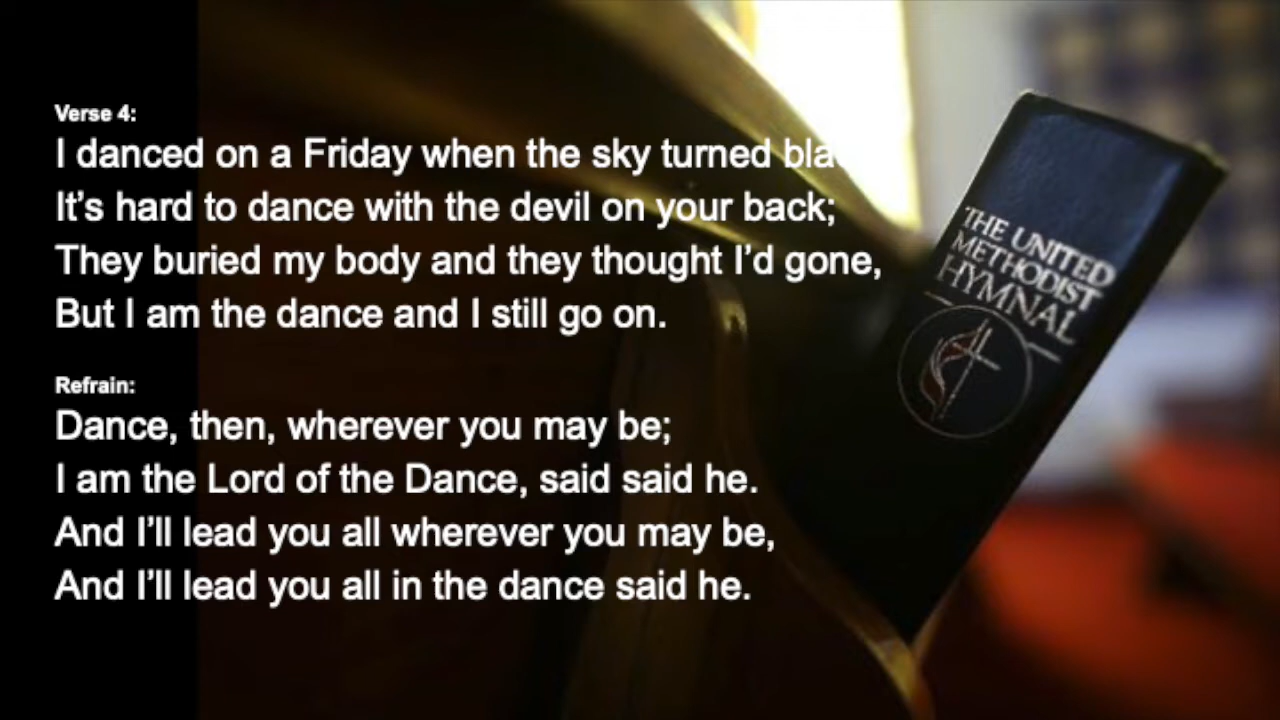 Verse 4:
I danced on a Friday when the sky turned
It’s hard to dance with the devil on your back;
They buried my body and they thought I’d gone,
But I am the dance and I still go on.
Refrain:
Dance, then, wherever you may be;
I am the Lord of the Dance, said said he.
And I’ll lead you all wherever you may be,
And I’ll lead you all in the dance said he.
THE UNITED
METHODIST
HYMNAL